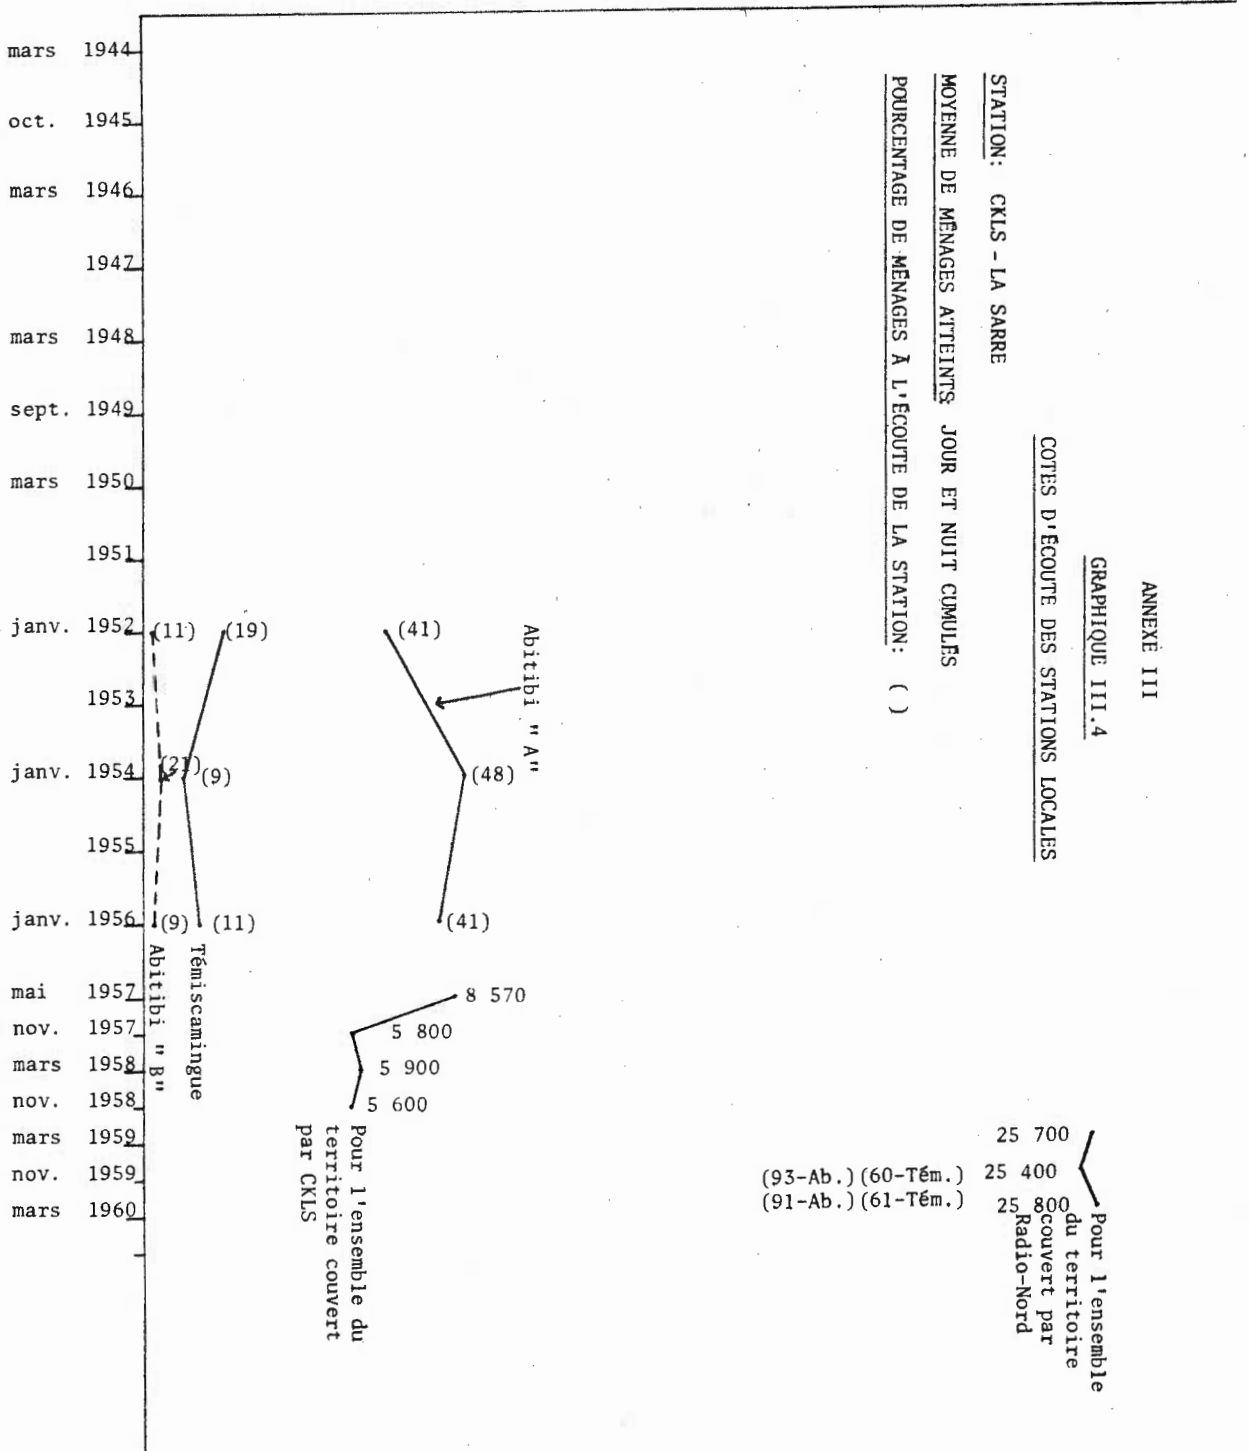 ANNEXE III
GRAPHIQUE III.4
COTES D'ÉCOUTE DES STATIONS LOCALES
STATION: CKLS - LA SARRE
MOYENNE DE MÉNAGES ATTEINTS: JOUR ET NUIT CUMULÉS
POURCENTAGE DE MÉNAGES À L'ÉCOUTE DE LA STATION: ( )
mars 1944
oct. 1945
mars 1946
1947
mars 1948
sept. 1949
mars 1950
1951
janv. 1952
1953
janv. 1954
1955
janv. 1956
mai 1957
nov. 1957
mars 1958
nov. 1958
mars 1959
nov. 1959
mars 1960
(11) (19) (41)
Abitibi "A"
(21) (9) (48)
(9) (11) (41)
Abitibi "B"
Témiscamingue
8 570
5 800
5 900
5 600
Pour l'ensemble du
territoire couvert
par CKLS
25 700
(93-Ab.)(60-Tém.) 25 400
(91-Ab.)(61-Tém.) 25 800
Pour l'ensemble
du territoire
couvert par
Radio-Nord